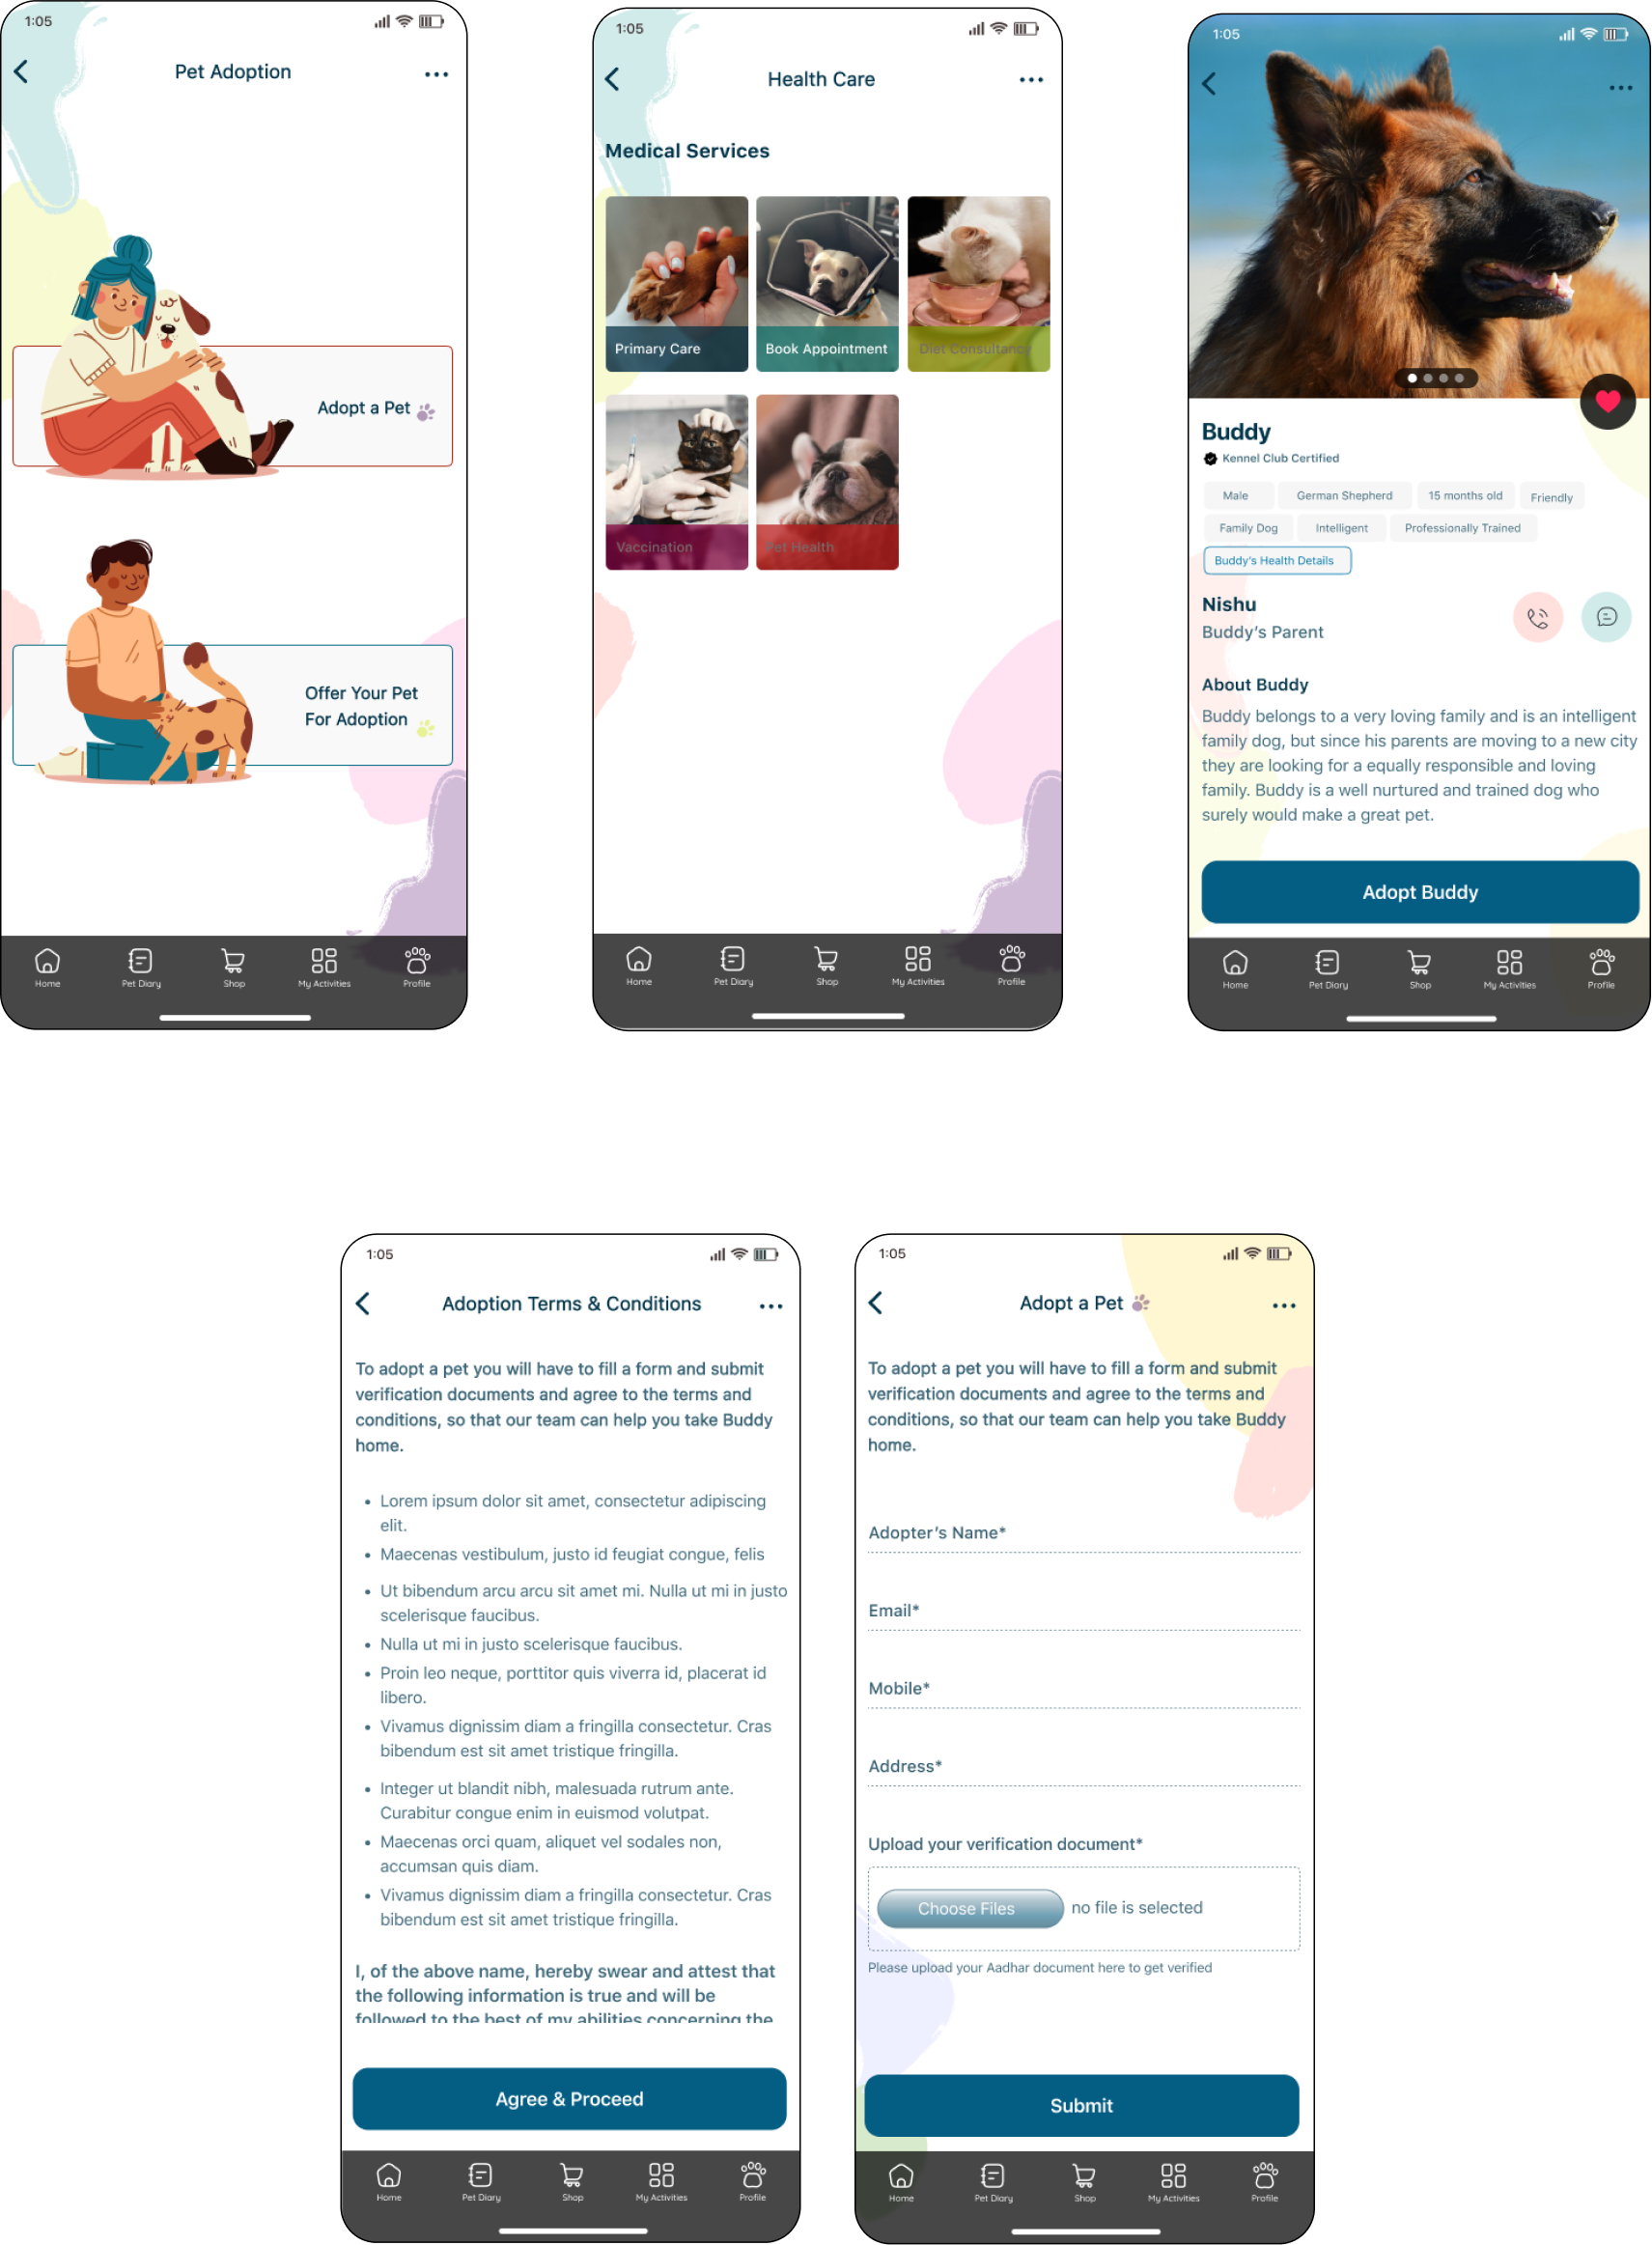 1:05
Pet Adoption
Adopt a Pet
Offer Your Pet
For Adoption
Home
Pet Diary
Shop
My Activities
Profile
1:05
Health Care
Medical Services
Primary Care
Book Appointment
Diet Consultancy
Vaccination
Pet Health
Home
Pet Diary
Shop
My Activities
Profile
1:05
Buddy
Kennel Club Certified
Male
German Shepherd
15 months old
Friendly
Family Dog
Intelligent
Professionally Trained
Buddy's Health Details
Nishu
Buddy's Parent
About Buddy
Buddy belongs to a very loving family and is an intelligent
family dog, but since his parents are moving to a new city
they are looking for a equally responsible and loving
family. Buddy is a well nurtured and trained dog who
surely would make a great pet.
Adopt Buddy
Home
Pet Diary
Shop
My Activities
Profile
1:05
Adoption Terms & Conditions
To adopt a pet you will have to fill a form and submit
verification documents and agree to the terms and
conditions, so that our team can help you take Buddy
home.
• Lorem ipsum dolor sit amet, consectetur adipiscing
elit.
• Maecenas vestibulum, justo id feugiat congue, felis
• Ut bibendum arcu arcu sit amet mi. Nulla ut mi in justo
scelerisque faucibus.
• Nulla ut mi in justo scelerisque faucibus.
• Proin leo neque, porttitor quis viverra id, placerat id
libero.
• Vivamus dignissim diam a fringilla consectetur. Cras
bibendum est sit amet tristique fringilla.
• Integer ut blandit nibh, malesuada rutrum ante.
Curabitur congue enim in euismod volutpat.
• Maecenas orci quam, aliquet vel sodales non,
accumsan quis diam.
• Vivamus dignissim diam a fringilla consectetur. Cras
bibendum est sit amet tristique fringilla.
I, of the above name, hereby swear and attest that
the following information is true and will be
followed to the best of my abilities concerning the
Agree & Proceed
Home
Pet Diary
Shop
My Activities
Profile
1:05
Adopt a Pet
To adopt a pet you will have to fill a form and submit
verification documents and agree to the terms and
conditions, so that our team can help you take Buddy
home.
Adopter's Name*
Email*
Mobile*
Address*
Upload your verification document*
Choose Files
no file is selected
Please upload your Aadhar document here to get verified
Submit
Home
Pet Diary
Shop
My Activities
Profile